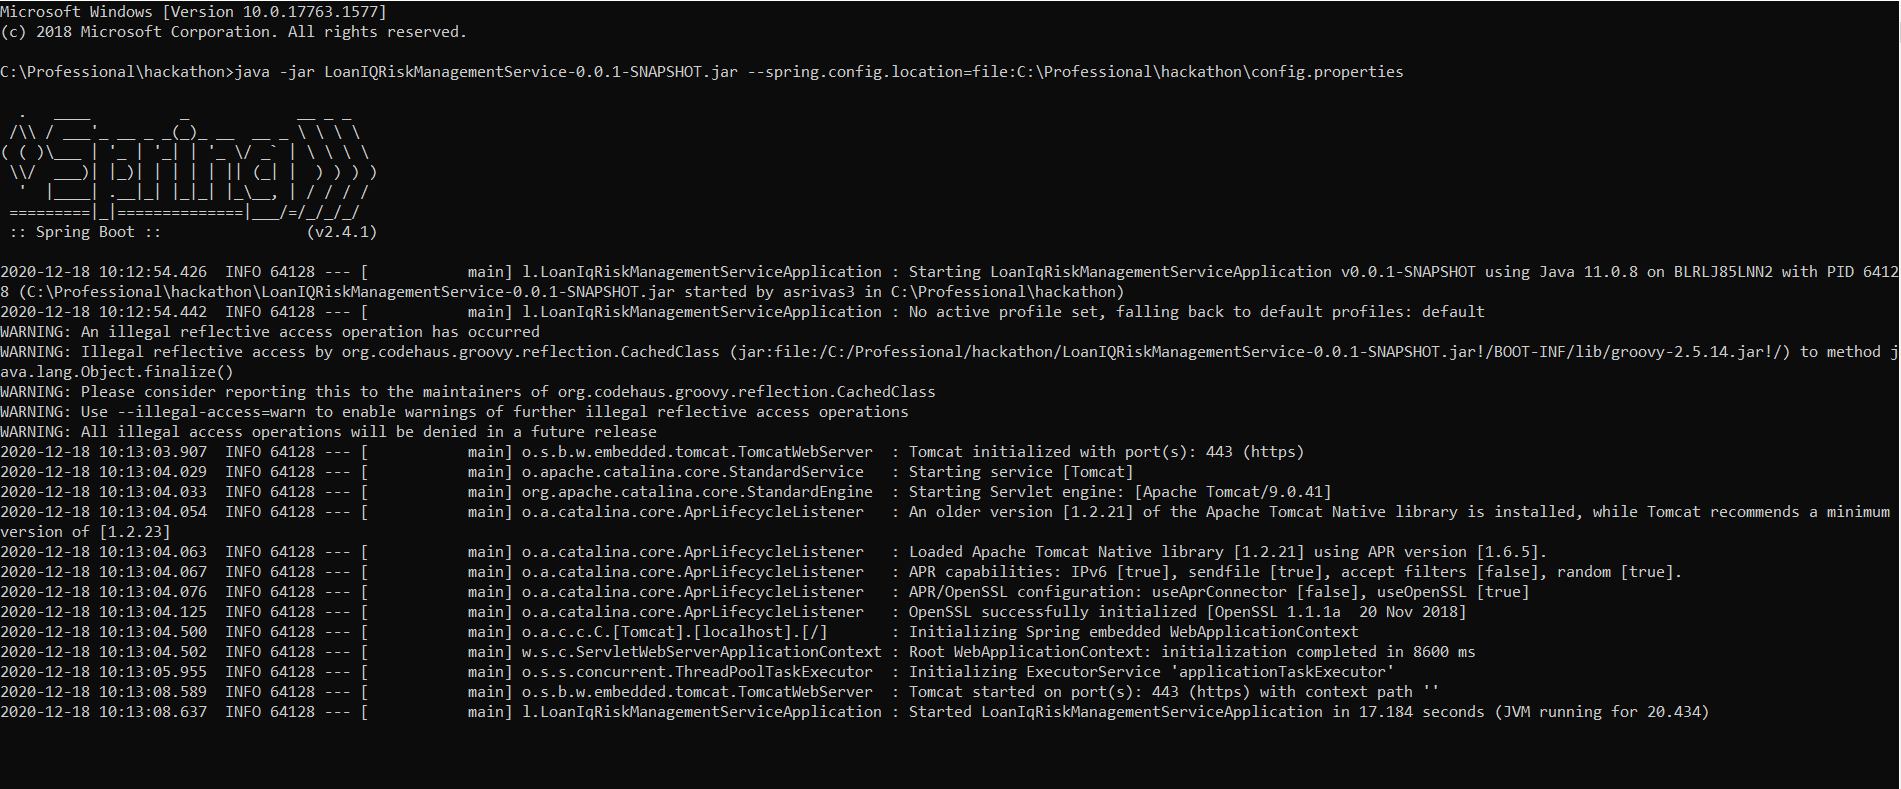 Microsoft Windows [Version 10.0.17763.1577]
(c) 2018 Microsoft Corporation. All rights reserved.

C:\Professional\hackathon>java -jar LoanIQRiskManagementService-0.0.1-SNAPSHOT.jar --spring.config.location=file:C:\Professional\hackathon\config.properties

  .   ____          _            __ _ _
 /\\ / ___'_ __ _ _(_)_ __  __ _ \ \ \ \
( ( )\___ | '_ | '_| | '_ \/ _` | \ \ \ \
 \\/  ___)| |_)| | | | | || (_| |  ) ) ) )
  '  |____| .__|_| |_|_| |_\__, | / / / /
 =========|_|==============|___/=/_/_/_/
 :: Spring Boot ::                (v2.4.1)

2020-12-18 10:12:54.426  INFO 64128 --- [           main] l.LoanIqRiskManagementServiceApplication : Starting LoanIqRiskManagementServiceApplication v0.0.1-SNAPSHOT using Java 11.0.8 on BLRLJ85LNN2 with PID 6412
8 (C:\Professional\hackathon\LoanIQRiskManagementService-0.0.1-SNAPSHOT.jar started by asrivas3 in C:\Professional\hackathon)
2020-12-18 10:12:54.442  INFO 64128 --- [           main] l.LoanIqRiskManagementServiceApplication : No active profile set, falling back to default profiles: default
WARNING: An illegal reflective access operation has occurred
WARNING: Illegal reflective access by org.codehaus.groovy.reflection.CachedClass (jar:file:/C:/Professional/hackathon/LoanIQRiskManagementService-0.0.1-SNAPSHOT.jar!/BOOT-INF/lib/groovy-2.5.14.jar!/) to method j
ava.lang.Object.finalize()
WARNING: Please consider reporting this to the maintainers of org.codehaus.groovy.reflection.CachedClass
WARNING: Use --illegal-access=warn to enable warnings of further illegal reflective access operations
WARNING: All illegal access operations will be denied in a future release
2020-12-18 10:13:03.907  INFO 64128 --- [           main] o.s.b.w.embedded.tomcat.TomcatWebServer  : Tomcat initialized with port(s): 443 (https)
2020-12-18 10:13:04.029  INFO 64128 --- [           main] o.apache.catalina.core.StandardService   : Starting service [Tomcat]
2020-12-18 10:13:04.033  INFO 64128 --- [           main] org.apache.catalina.core.StandardEngine  : Starting Servlet engine: [Apache Tomcat/9.0.41]
2020-12-18 10:13:04.054  INFO 64128 --- [           main] o.a.catalina.core.AprLifecycleListener   : An older version [1.2.21] of the Apache Tomcat Native library is installed, while Tomcat recommends a minimum
version of [1.2.23]
2020-12-18 10:13:04.063  INFO 64128 --- [           main] o.a.catalina.core.AprLifecycleListener   : Loaded Apache Tomcat Native library [1.2.21] using APR version [1.6.5].
2020-12-18 10:13:04.067  INFO 64128 --- [           main] o.a.catalina.core.AprLifecycleListener   : APR capabilities: IPv6 [true], sendfile [true], accept filters [false], random [true].
2020-12-18 10:13:04.076  INFO 64128 --- [           main] o.a.catalina.core.AprLifecycleListener   : APR/OpenSSL configuration: useAprConnector [false], useOpenSSL [true]
2020-12-18 10:13:04.125  INFO 64128 --- [           main] o.a.catalina.core.AprLifecycleListener   : OpenSSL successfully initialized [OpenSSL 1.1.1a  20 Nov 2018]
2020-12-18 10:13:04.500  INFO 64128 --- [           main] o.a.c.c.C.[Tomcat].[localhost].[/]       : Initializing Spring embedded WebApplicationContext
2020-12-18 10:13:04.502  INFO 64128 --- [           main] w.s.c.ServletWebServerApplicationContext : Root WebApplicationContext: initialization completed in 8600 ms
2020-12-18 10:13:05.955  INFO 64128 --- [           main] o.s.s.concurrent.ThreadPoolTaskExecutor  : Initializing ExecutorService 'applicationTaskExecutor'
2020-12-18 10:13:08.589  INFO 64128 --- [           main] o.s.b.w.embedded.tomcat.TomcatWebServer  : Tomcat started on port(s): 443 (https) with context path ''
2020-12-18 10:13:08.637  INFO 64128 --- [           main] l.LoanIqRiskManagementServiceApplication : Started LoanIqRiskManagementServiceApplication in 17.184 seconds (JVM running for 20.434)